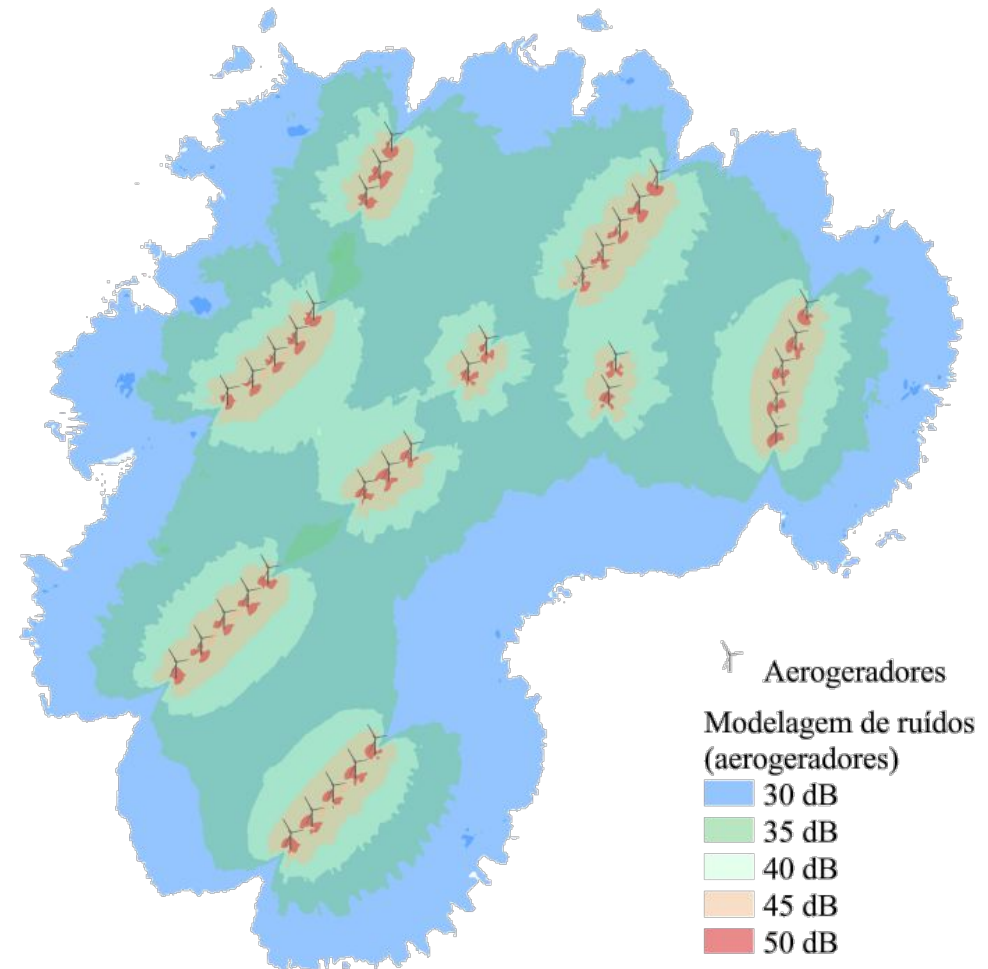 Aerogeradores
Modelagem de ruídos
(aerogeradores)
30 dB
35 dB
40 dB
45 dB
50 dB